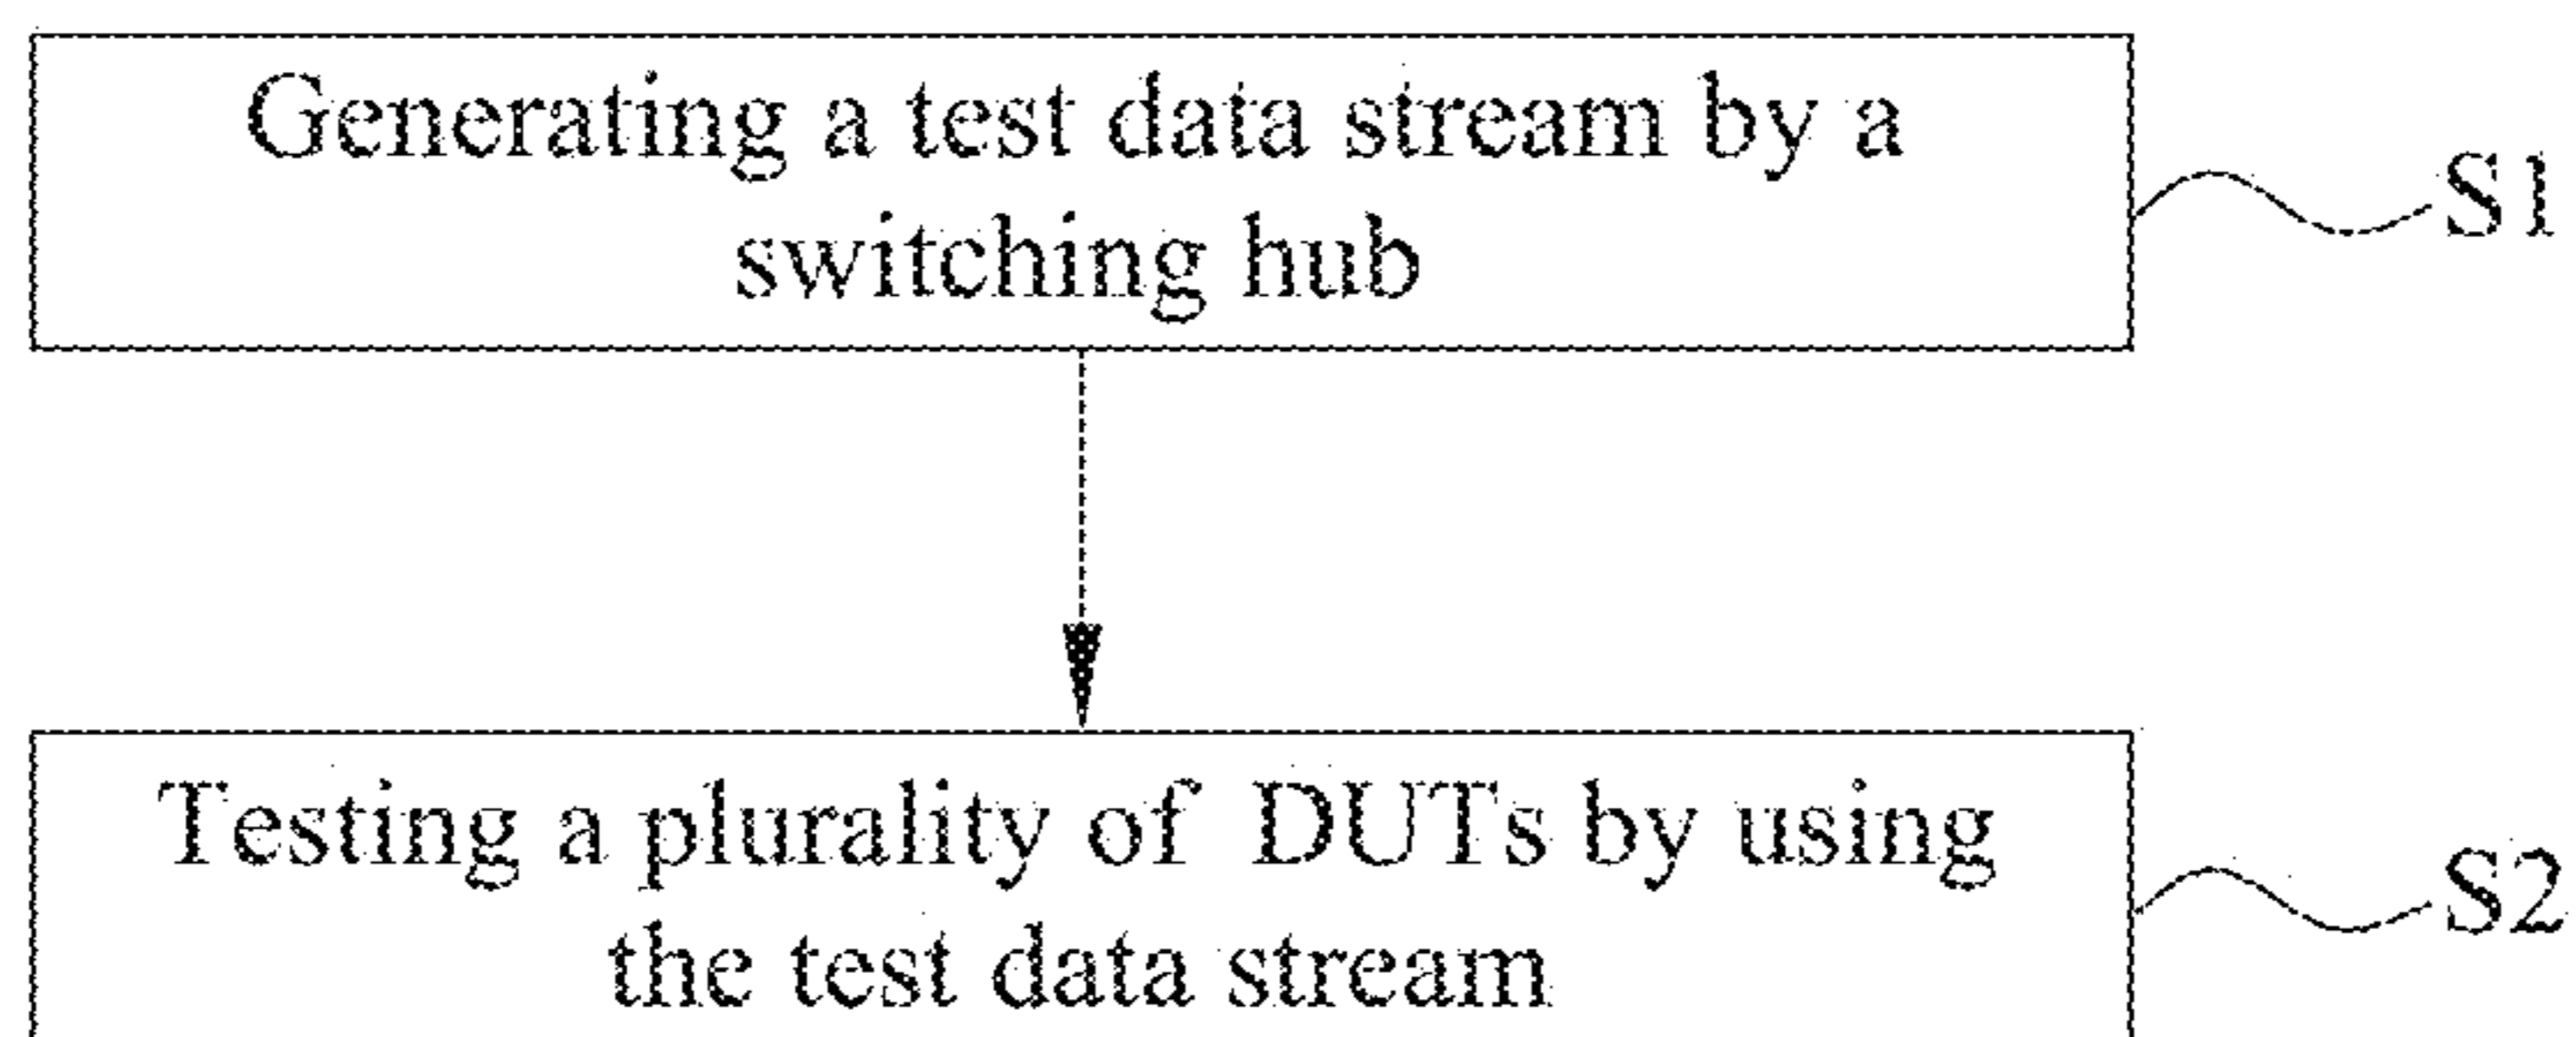 Generating a test data stream by a
switching hub
S1
Testing a plurality of DUTs by using
the test data stream
S2